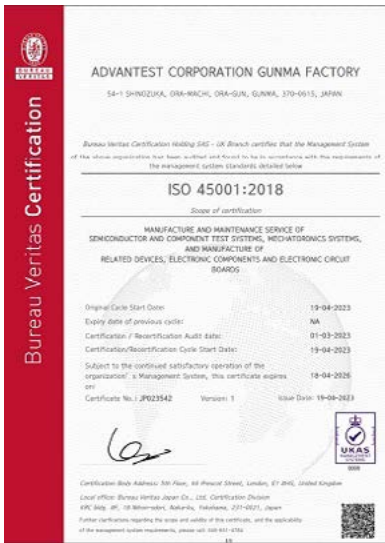 BUREAU VERITAS
Bureau Veritas Certification
ADVANTEST CORPORATION GUNMA FACTORY
54-1 SHINOZUKA, ORA-MACHI, ORA-GUN, GUNMA, 370-0615, JAPAN
Bureau Veritas Certification Holding SAS – UK Branch certifies that the Management System
of the above organization has been audited and found to be in accordance with the requirements of
the management system standards detailed below
ISO 45001:2018
Scope of certification
MANUFACTURE AND MAINTENANCE SERVICE OF
SEMICONDUCTOR AND COMPONENT TEST SYSTEMS, MECHATORONICS SYSTEMS,
AND MANUFACTURE OF
RELATED DEVICES, ELECTRONIC COMPONENTS AND ELECTRONIC CIRCUIT
BOARDS
Original Cycle Start Date: 19-04-2023
Expiry date of previous cycle: NA
Certification / Recertification Audit date: 01-03-2023
Certification/Recertification Cycle Start Date: 19-04-2023
Subject to the continued satisfactory operation of the
organization's Management System, this certificate expires
on: 18-04-2026
Certificate No.: JP023542 Version: 1 Issue Date: 19-04-2023
UKAS
MANAGEMENT
SYSTEMS
0008
Certification Body Address: 5th Floor, 66 Prescot Street, London, E1 8HG, United Kingdom
Local office: Bureau Veritas Japan Co., Ltd. Certification Division
Further clarifications regarding the scope and validity of this certificate, and the applicability
of the management system requirements, please call:
1/1